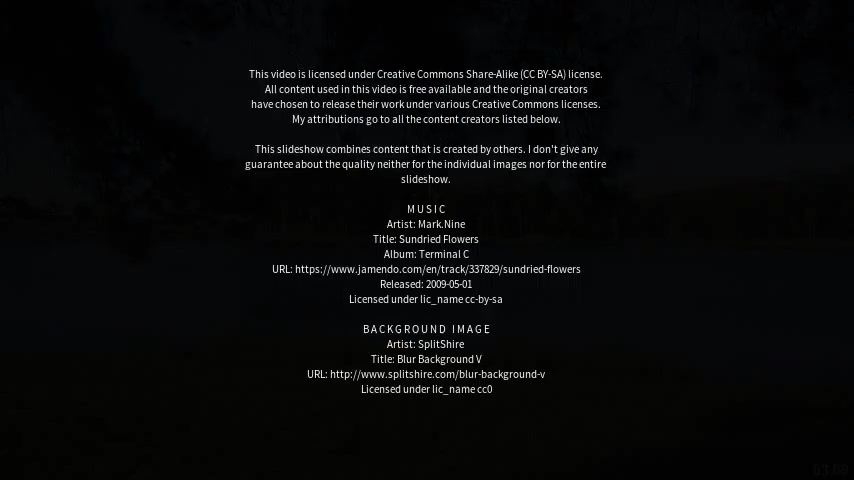 This video is licensed under Creative Commons Share-Alike (CC BY-SA) license.
All content used in this video is free available and the original creators
have chosen to release their work under various Creative Commons licenses.
My attributions go to all the content creators listed below.
This slideshow combines content that is created by others. I don't give any
guarantee about the quality neither for the individual images nor for the entire
slideshow.
MUSIC
Artist: Mark.Nine
Title: Sundried Flowers
Album: Terminal C
URL: https://www.jamendo.com/en/track/337829/sundried-flowers
Released: 2009-05-01
Licensed under lic_name cc-by-sa
BACKGROUND IMAGE
Artist: SplitShire
Title: Blur Background V
URL: http://www.splitshire.com/blur-background-v
Licensed under lic_name cc0